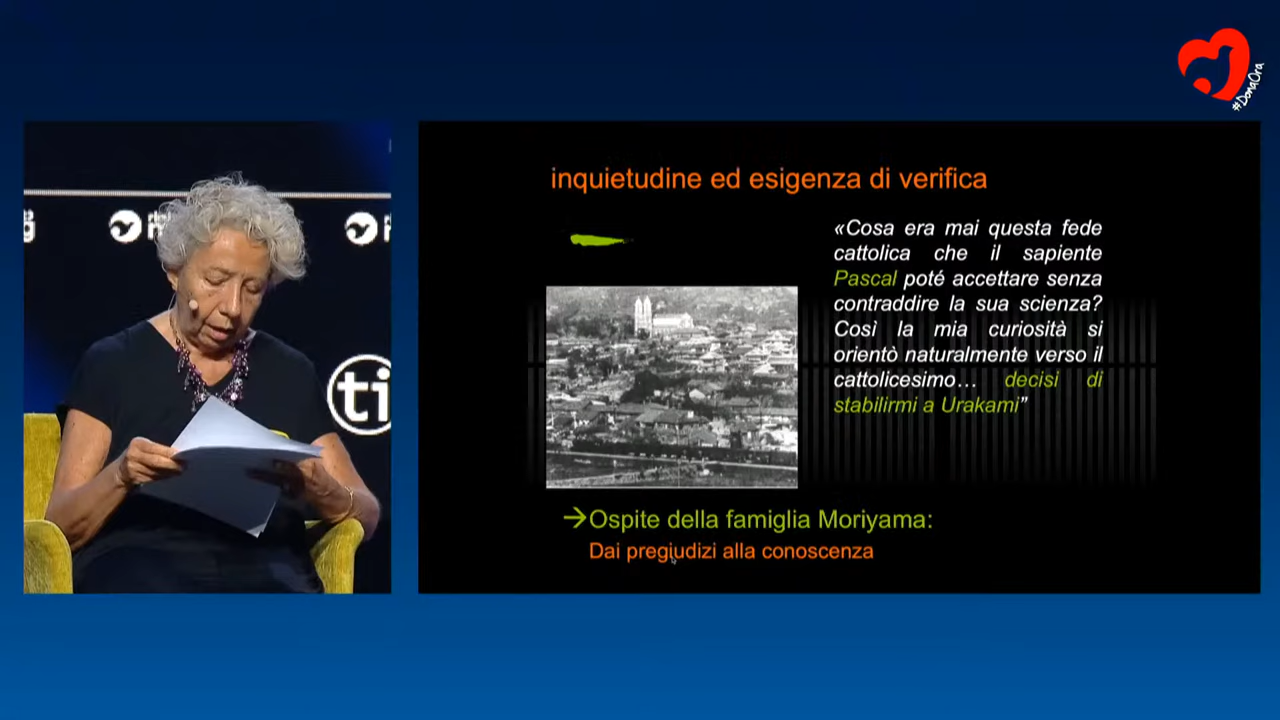 #DonaOra
inquietudine ed esigenza di verifica
«Cosa era mai questa fede
cattolica che il sapiente
Pascal poté accettare senza
contraddire la sua scienza?
Così la mia curiosità si
orientò naturalmente verso il
cattolicesimo… decisi di
stabilirmi a Urakami”
ti
→Ospite della famiglia Moriyama:
Dai pregiudizi alla conoscenza